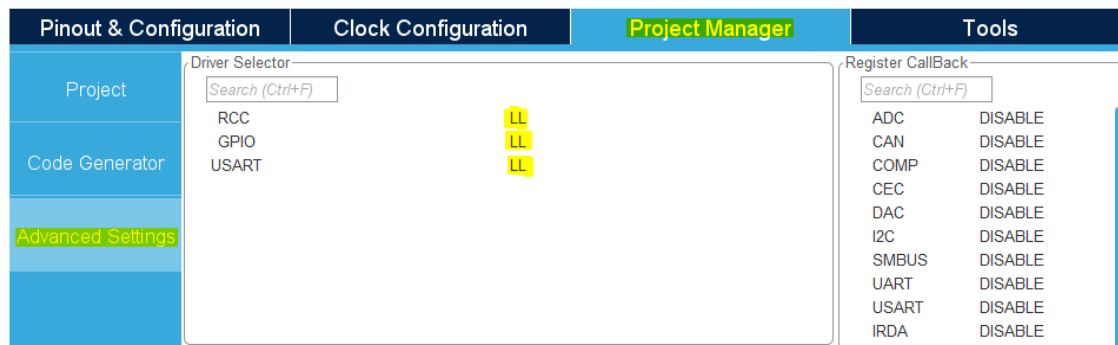 Pinout & Configuration Clock Configuration Project Manager Tools
Project
Code Generator
Advanced Settings
Driver Selector
Search (Ctrl+F)
RCC LL
GPIO LL
USART LL
Register CallBack
Search (Ctrl+F)
ADC DISABLE
CAN DISABLE
COMP DISABLE
CEC DISABLE
DAC DISABLE
I2C DISABLE
SMBUS DISABLE
UART DISABLE
USART DISABLE
IRDA DISABLE